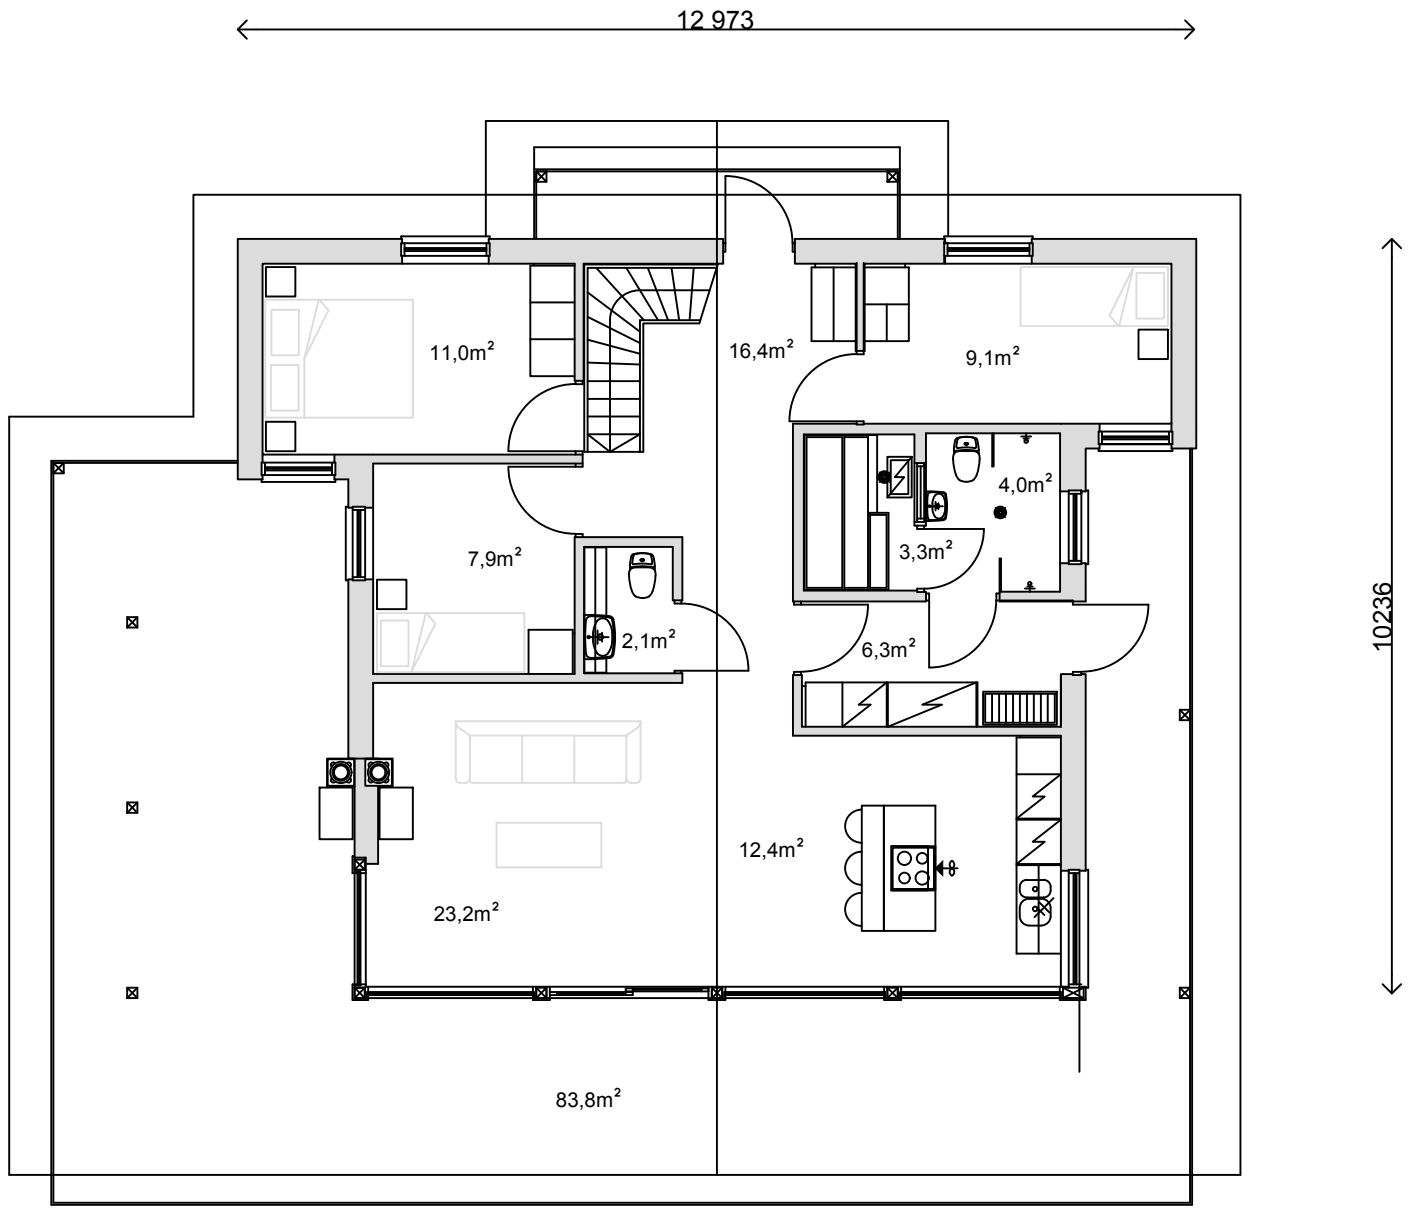 12 973
11,0m²
16,4m²
9,1m²
4,0m²
3,3m²
7,9m²
2,1m²
6,3m²
10236
12,4m²
23,2m²
83,8m²